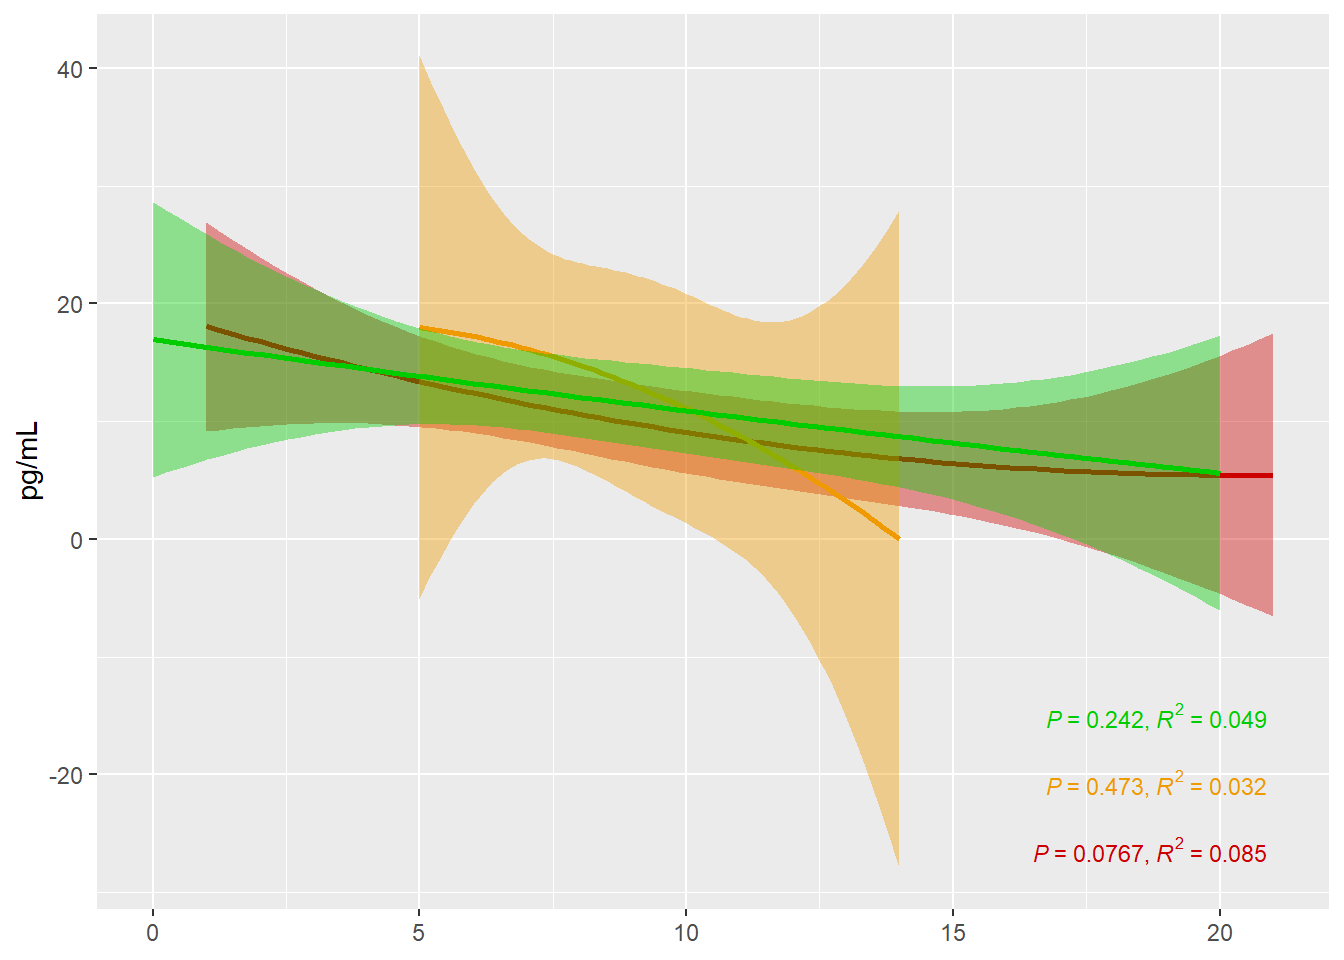 40
20
0
-20
pg/mL
P = 0.242, R² = 0.049
P = 0.473, R² = 0.032
P = 0.0767, R² = 0.085
0 5 10 15 20